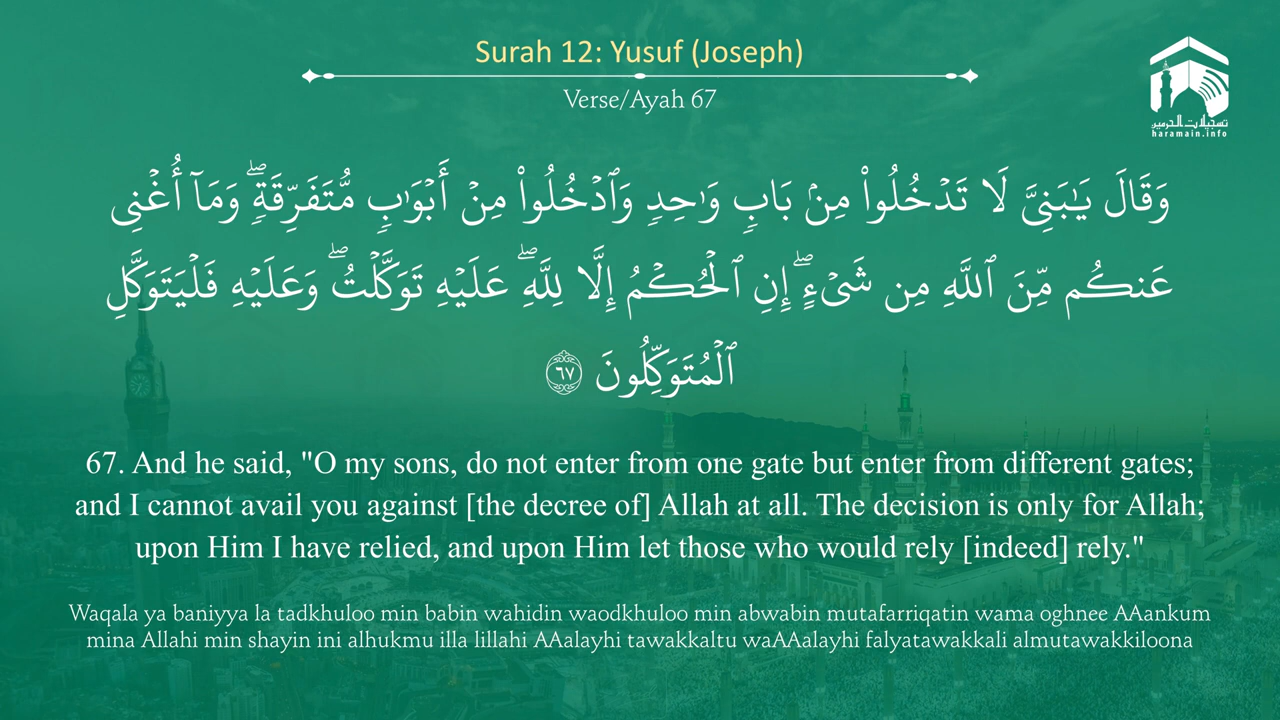 Surah 12: Yusuf (Joseph)
Verse/Ayah 67
تسجيلات الحرمين
haramain.info
وَقَالَ يَٰبَنِىَّ لَا تَدْخُلُوا۟ مِنۢ بَابٍ وَٰحِدٍ وَٱدْخُلُوا۟ مِنْ أَبْوَٰبٍ مُّتَفَرِّقَةٍ ۖ وَمَآ أُغْنِى
عَنكُم مِّنَ ٱللَّهِ مِن شَىْءٍ ۖ إِنِ ٱلْحُكْمُ إِلَّا لِلَّهِ ۖ عَلَيْهِ تَوَكَّلْتُ ۖ وَعَلَيْهِ فَلْيَتَوَكَّلِ
ٱلْمُتَوَكِّلُونَ ٦٧
67. And he said, "O my sons, do not enter from one gate but enter from different gates;
and I cannot avail you against [the decree of] Allah at all. The decision is only for Allah;
upon Him I have relied, and upon Him let those who would rely [indeed] rely."
Waqala ya baniyya la tadkhuloo min babin wahidin waodkhuloo min abwabin mutafarriqatin wama oghnee AAankum
mina Allahi min shayin ini alhukmu illa lillahi AAalayhi tawakkaltu waAAalayhi falyatawakkali almutawakkiloona